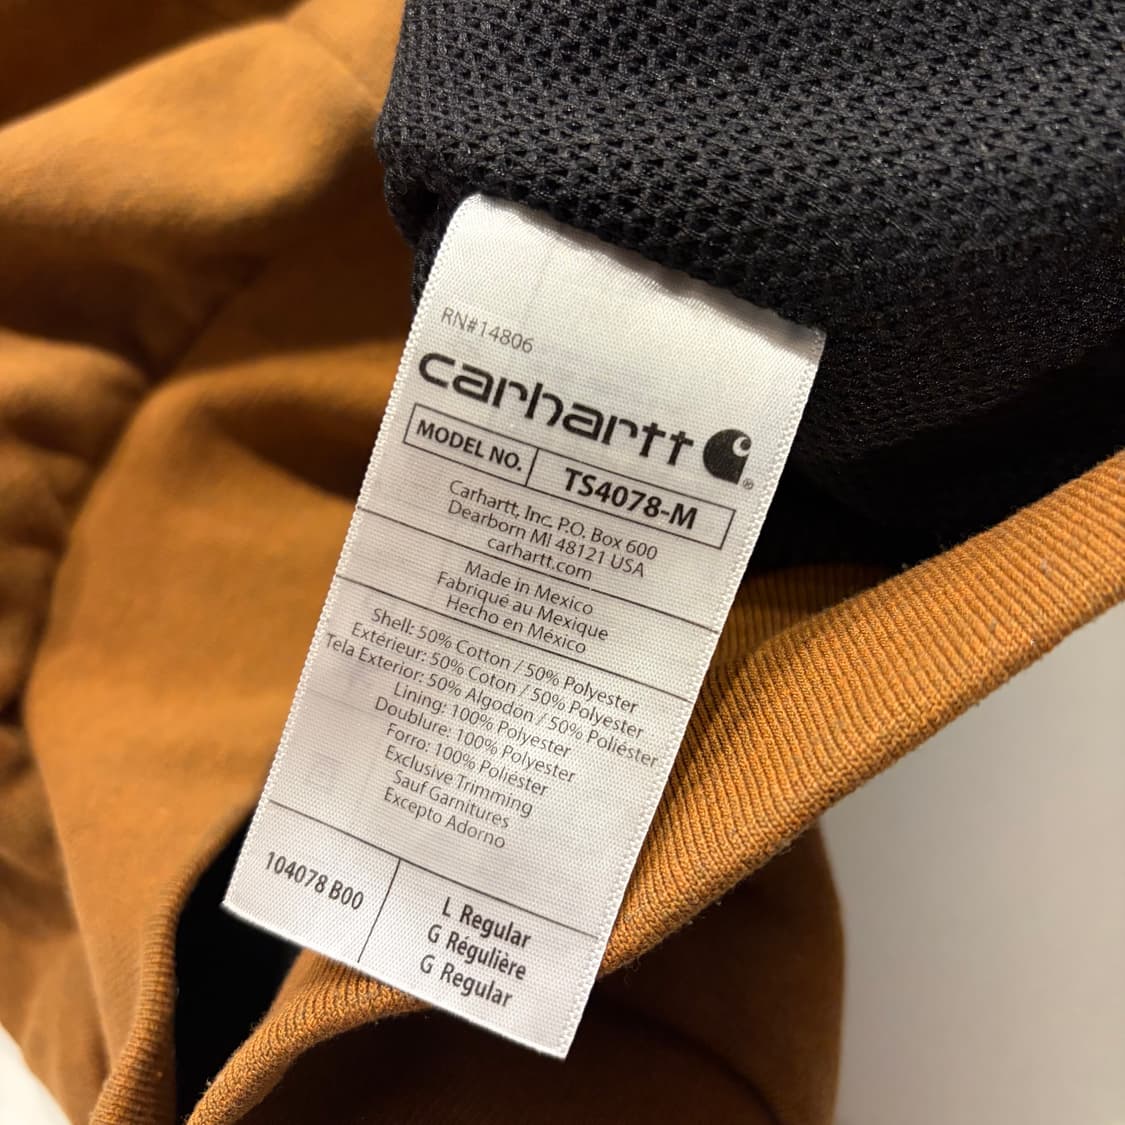 RN#14806
carhartt
®
MODEL NO. TS4078-M
Carhartt, Inc. P.O. Box 600
Dearborn MI 48121 USA
carhartt.com
Made in Mexico
Fabriqué au Mexique
Hecho en México
Shell: 50% Cotton / 50% Polyester
Extérieur: 50% Coton / 50% Polyester
Tela Exterior: 50% Algodón / 50% Poliéster
Lining: 100% Polyester
Doublure: 100% Polyester
Forro: 100% Poliéster
Exclusive Trimming
Sauf Garnitures
Excepto Adorno
104078 B00
L Regular
G Régulière
G Regular